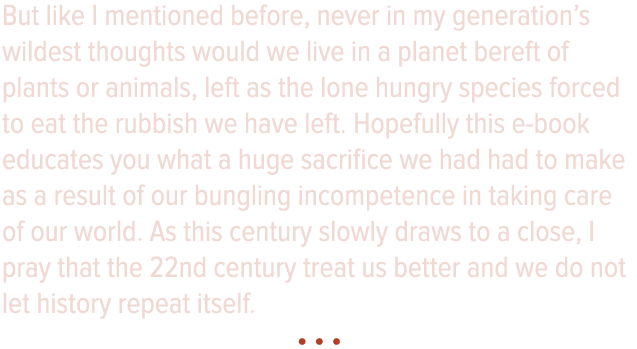 But like I mentioned before, never in my generation’s
wildest thoughts would we live in a planet bereft of
plants or animals, left as the lone hungry species forced
to eat the rubbish we have left. Hopefully this e-book
educates you what a huge sacrifice we had had to make
as a result of our bungling incompetence in taking care
of our world. As this century slowly draws to a close, I
pray that the 22nd century treat us better and we do not
let history repeat itself.
• • •